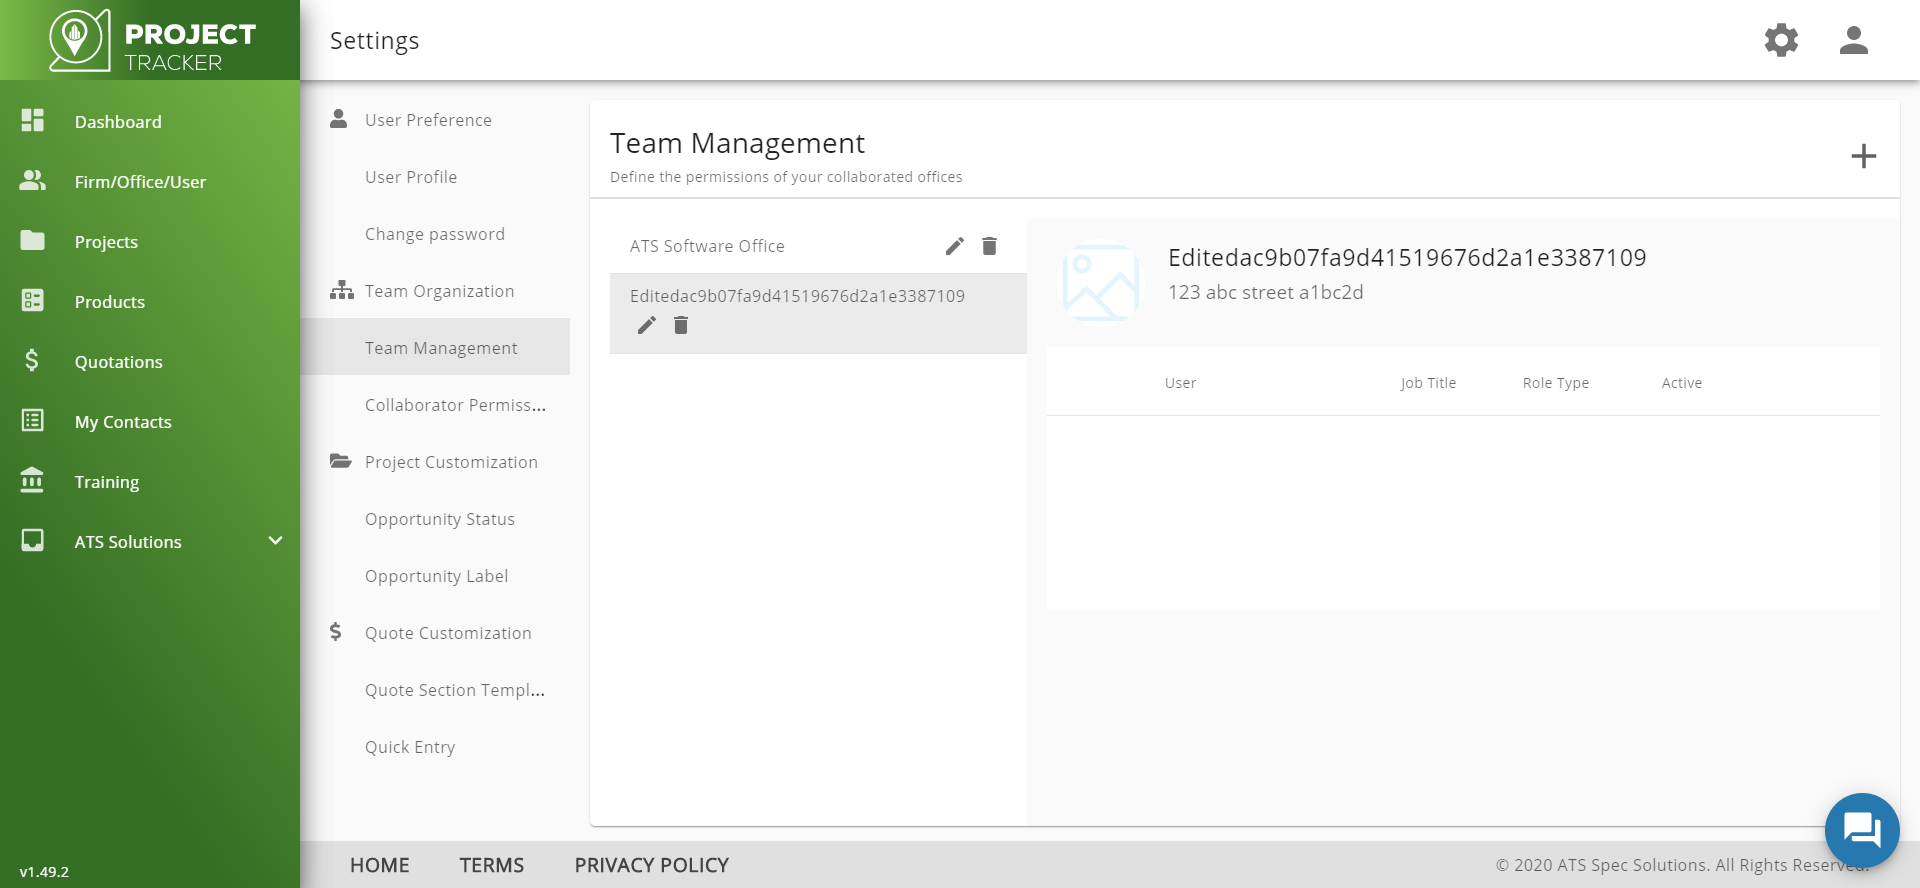 PROJECT
TRACKER
Dashboard
Firm/Office/User
Projects
Products
Quotations
My Contacts
Training
ATS Solutions
v1.49.2
Settings
User Preference
User Profile
Change password
Team Organization
Team Management
Collaborator Permiss...
Project Customization
Opportunity Status
Opportunity Label
Quote Customization
Quote Section Templ...
Quick Entry
Team Management
Define the permissions of your collaborated offices
ATS Software Office
Editedac9b07fa9d41519676d2a1e3387109
Editedac9b07fa9d41519676d2a1e3387109
123 abc street a1bc2d
User Job Title Role Type Active
HOME TERMS PRIVACY POLICY
© 2020 ATS Spec Solutions. All Rights Reserved.